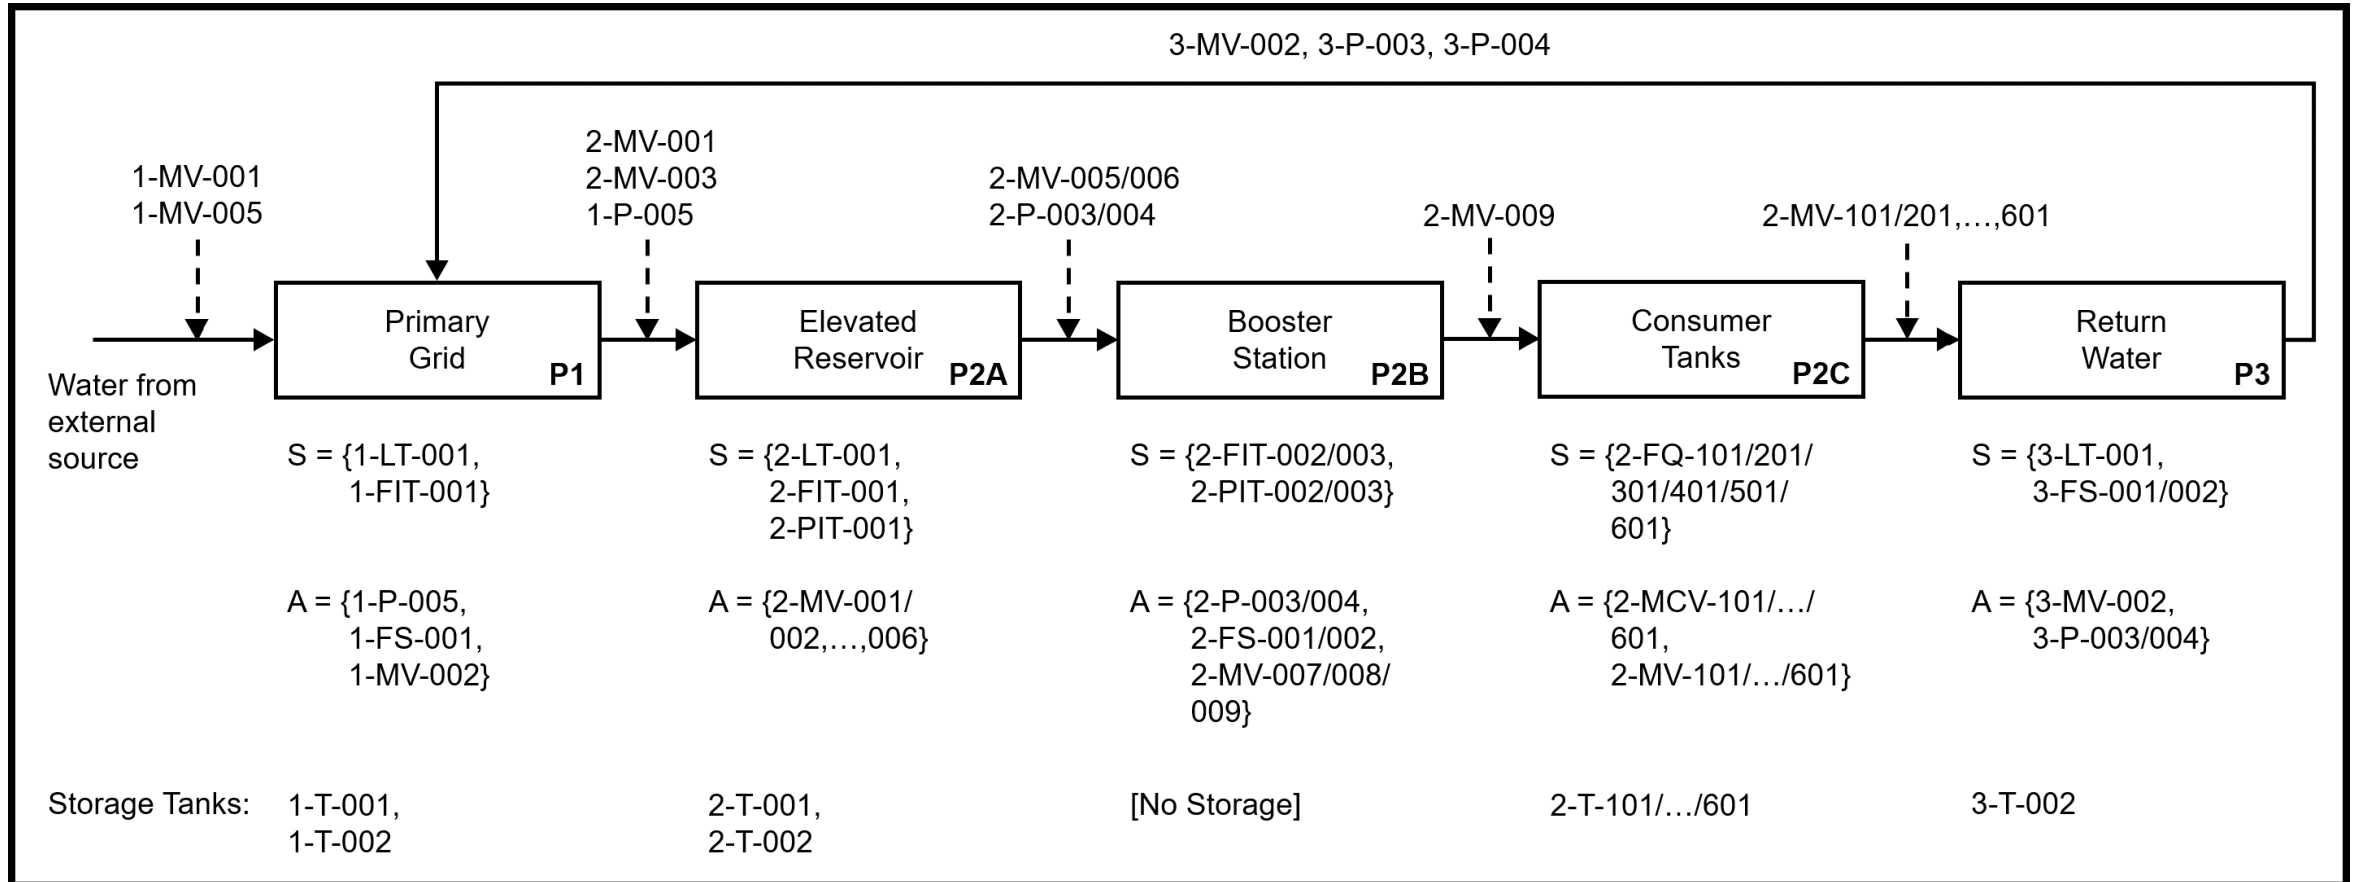 3-MV-002, 3-P-003, 3-P-004
1-MV-001
1-MV-005
2-MV-001
2-MV-003
1-P-005
2-MV-005/006
2-P-003/004
2-MV-009
2-MV-101/201,…,601
Water from
external
source
Primary
Grid
P1
Elevated
Reservoir
P2A
Booster
Station
P2B
Consumer
Tanks
P2C
Return
Water
P3
S = {1-LT-001,
1-FIT-001}
S = {2-LT-001,
2-FIT-001,
2-PIT-001}
S = {2-FIT-002/003,
2-PIT-002/003}
S = {2-FQ-101/201/
301/401/501/
601}
S = {3-LT-001,
3-FS-001/002}
A = {1-P-005,
1-FS-001,
1-MV-002}
A = {2-MV-001/
002,…,006}
A = {2-P-003/004,
2-FS-001/002,
2-MV-007/008/
009}
A = {2-MCV-101/…/
601,
2-MV-101/…/601}
A = {3-MV-002,
3-P-003/004}
Storage Tanks:
1-T-001,
1-T-002
2-T-001,
2-T-002
[No Storage]
2-T-101/…/601
3-T-002